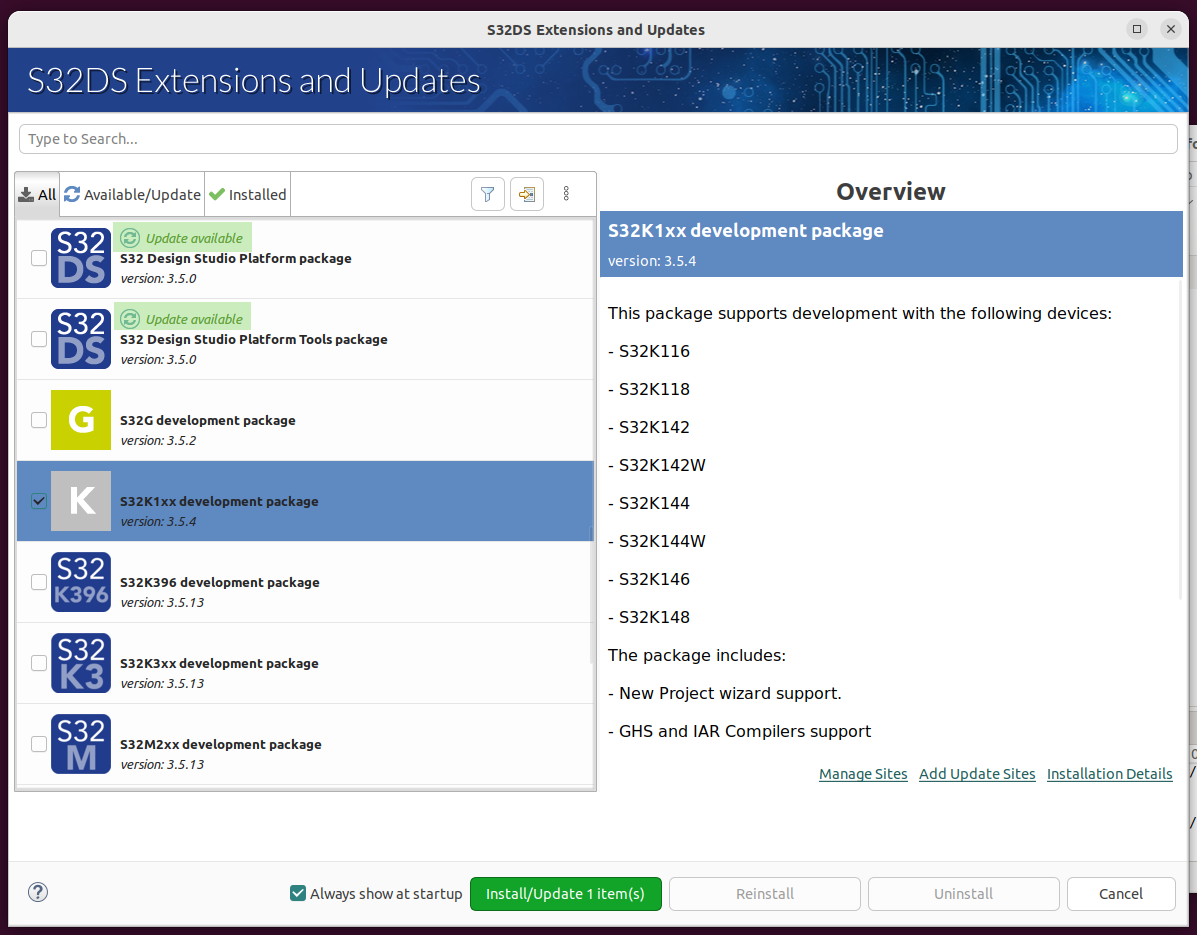 S32DS Extensions and Updates
S32DS Extensions and Updates
Type to Search...
All
Available/Update
Installed
S32
DS
Update available
S32 Design Studio Platform package
version: 3.5.0
S32
DS
Update available
S32 Design Studio Platform Tools package
version: 3.5.0
G
S32G development package
version: 3.5.2
K
S32K1xx development package
version: 3.5.4
S32
K396
S32K396 development package
version: 3.5.13
S32
K3
S32K3xx development package
version: 3.5.13
S32
M
S32M2xx development package
version: 3.5.13
Overview
S32K1xx development package
version: 3.5.4
This package supports development with the following devices:
- S32K116
- S32K118
- S32K142
- S32K142W
- S32K144
- S32K144W
- S32K146
- S32K148
The package includes:
- New Project wizard support.
- GHS and IAR Compilers support
Manage Sites
Add Update Sites
Installation Details
?
Always show at startup
Install/Update 1 item(s)
Reinstall
Uninstall
Cancel